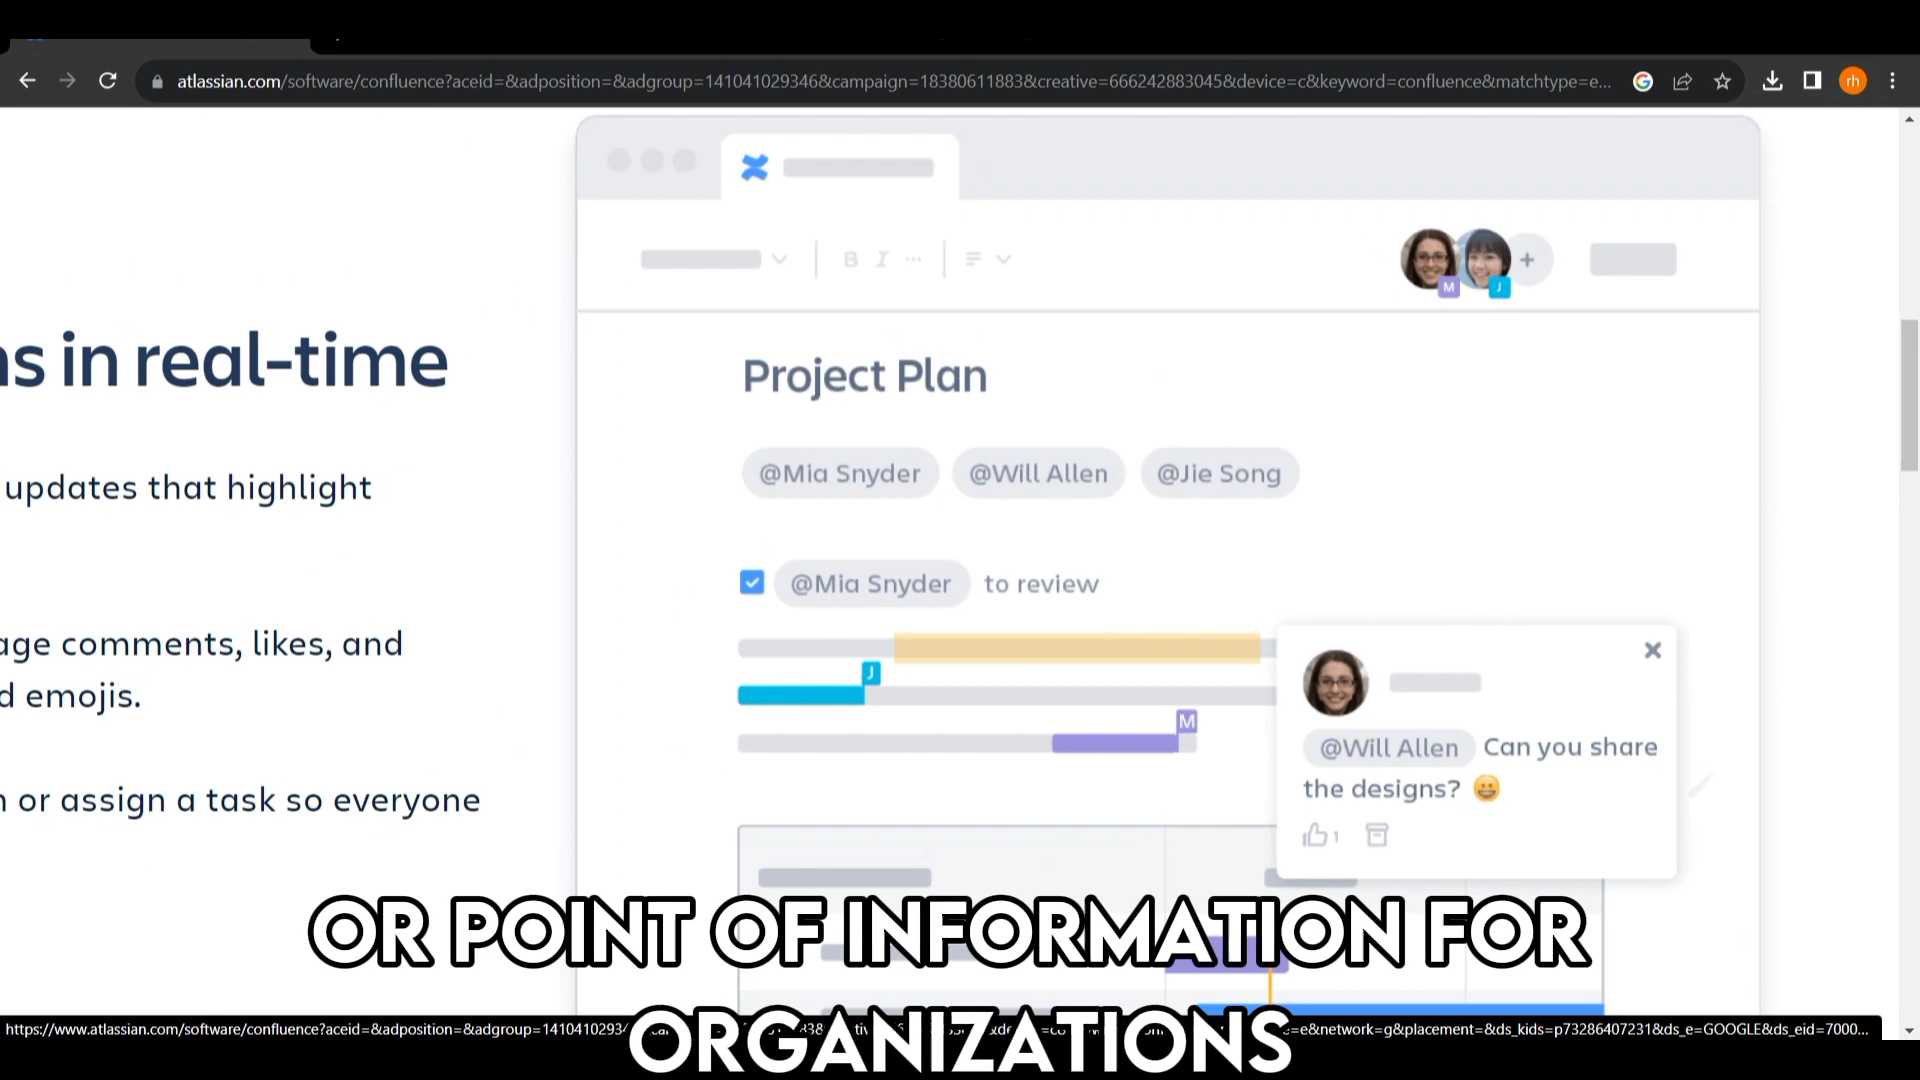 atlassian.com/software/confluence?aceid=&adposition=&adgroup=141041029346&campaign=18380611883&creative=666242883045&device=c&keyword=confluence&matchtype=e...
rh
B I ...
M J +
in real-time
Project Plan
@Mia Snyder @Will Allen @Jie Song
updates that highlight
@Mia Snyder to review
comments, likes, and
emojis.
J
M
@Will Allen Can you share
the designs? 😀
1
or assign a task so everyone
OR POINT OF INFORMATION FOR
ORGANIZATIONS
https://www.atlassian.com/software/confluence?aceid=&adposition=&adgroup=1410410293
e&network=g&placement=&ds_kids=p73286407231&ds_e=GOOGLE&ds_eid=7000...